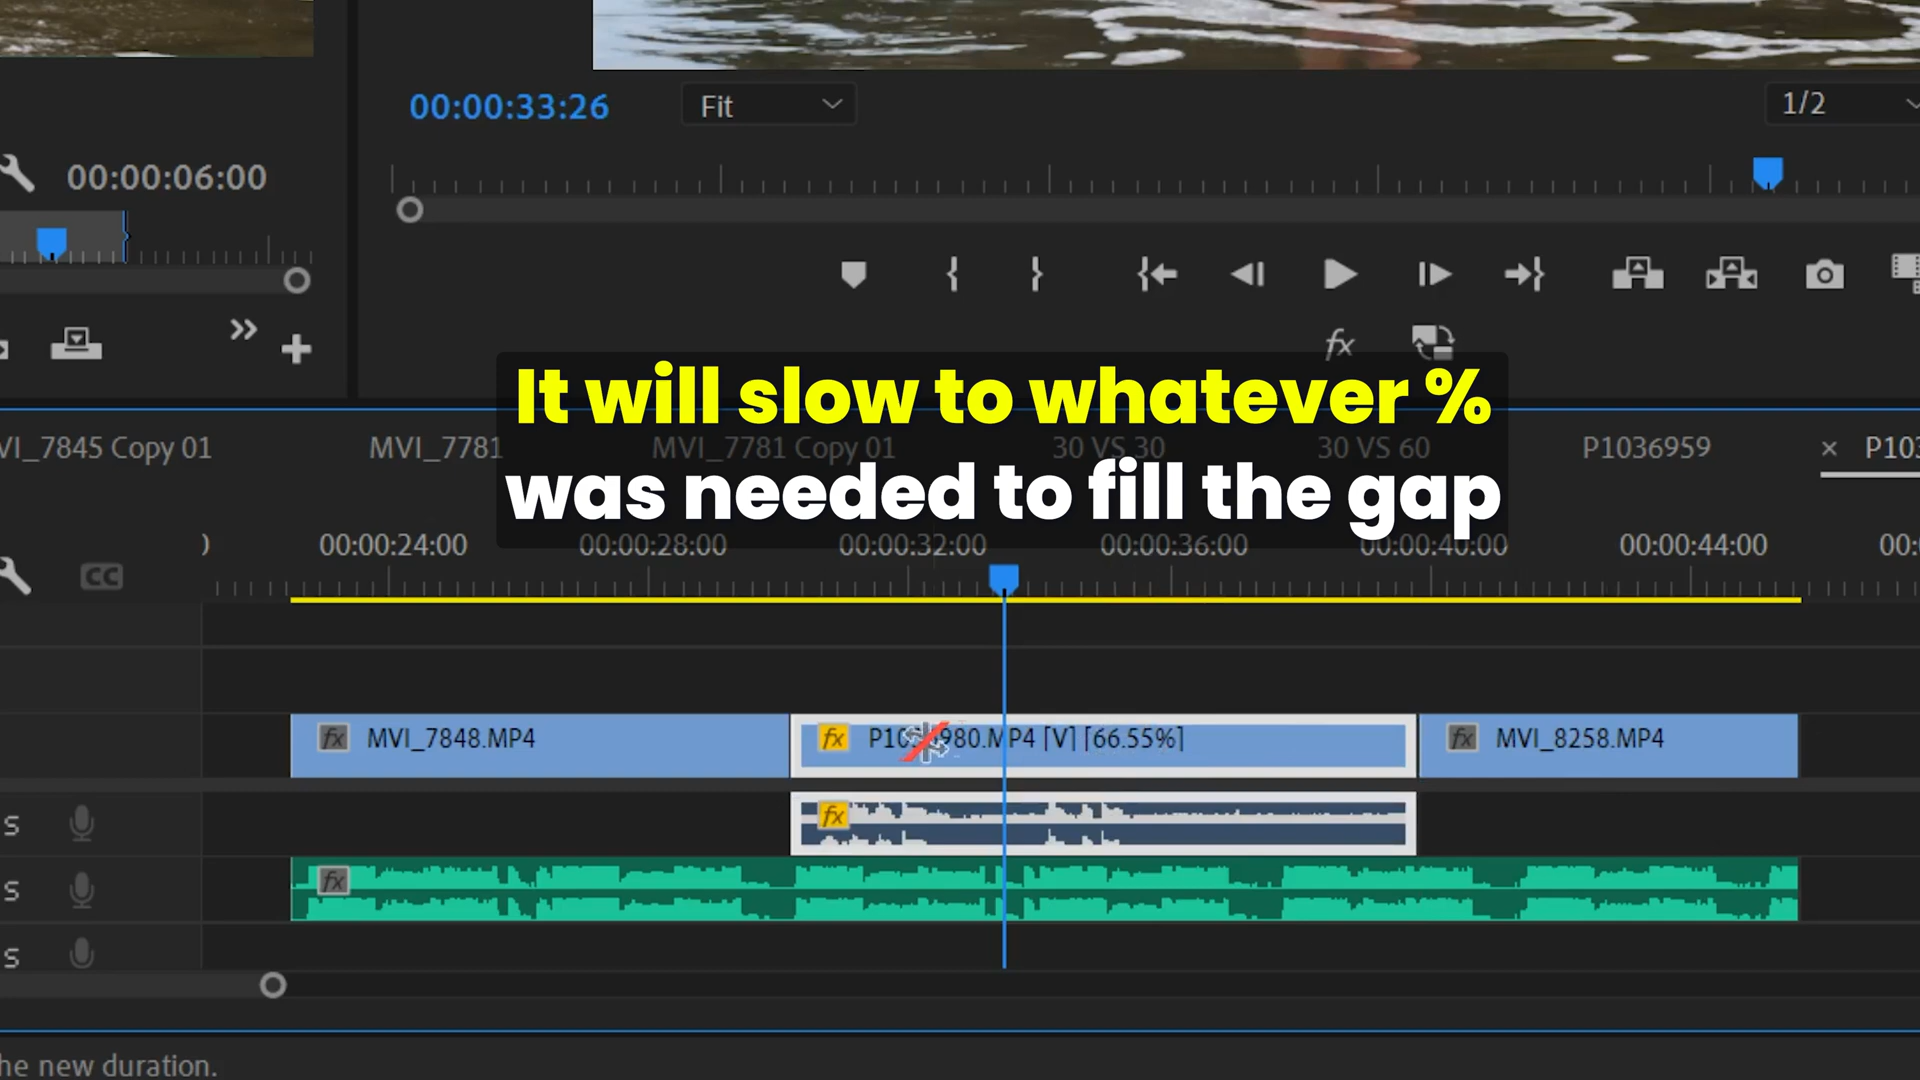 00:00:33:26
Fit
1/2
00:00:06:00
fx
It will slow to whatever %
was needed to fill the gap
VI_7845 Copy 01
MVI_7781
MVI_7781 Copy 01
30 VS 30
30 VS 60
P1036959
× P103
00:00:24:00
00:00:28:00
00:00:32:00
00:00:36:00
00:00:40:00
00:00:44:00
00:
CC
fx MVI_7848.MP4
fx 980.MP4 [V] [66.55%]
fx MVI_8258.MP4
S
fx
S
fx
S
he new duration.